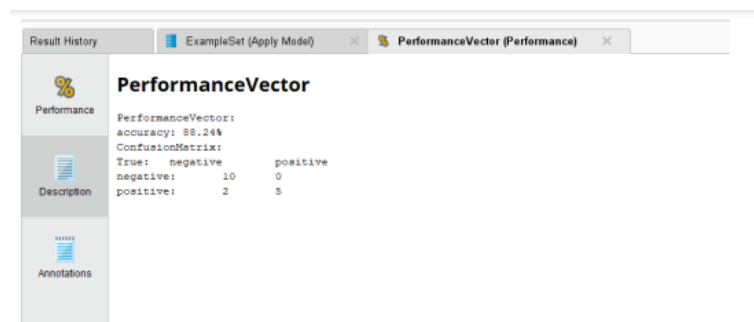 Result History
ExampleSet (Apply Model)
PerformanceVector (Performance)
Performance
Description
Annotations
PerformanceVector
PerformanceVector:
accuracy: 88.24%
ConfusionMatrix:
True: negative positive
negative: 10 0
positive: 2 5